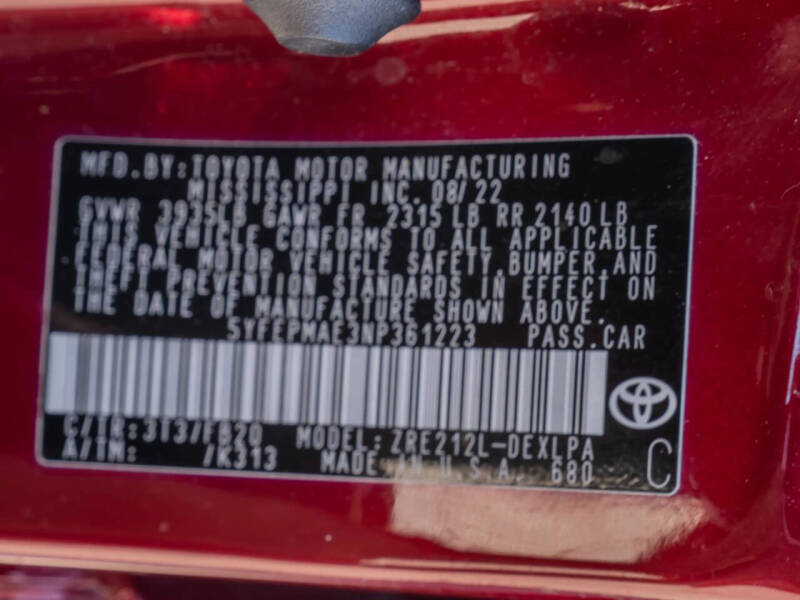 MFD.BY:TOYOTA MOTOR MANUFACTURING
MISSISSIPPI INC. 08/22
GVWR 3935LB GAWR FR 2315 LB RR 2140 LB
THIS VEHICLE CONFORMS TO ALL APPLICABLE
FEDERAL MOTOR VEHICLE SAFETY,BUMPER,AND
THEFT PREVENTION STANDARDS IN EFFECT ON
THE DATE OF MANUFACTURE SHOWN ABOVE.
5YFEPMAE3NP361223 PASS.CAR
C/TR:3T3/FB20 MODEL:ZRE212L-DEXLPA
A/TM: /K313 MADE IN U.S.A. 680 C